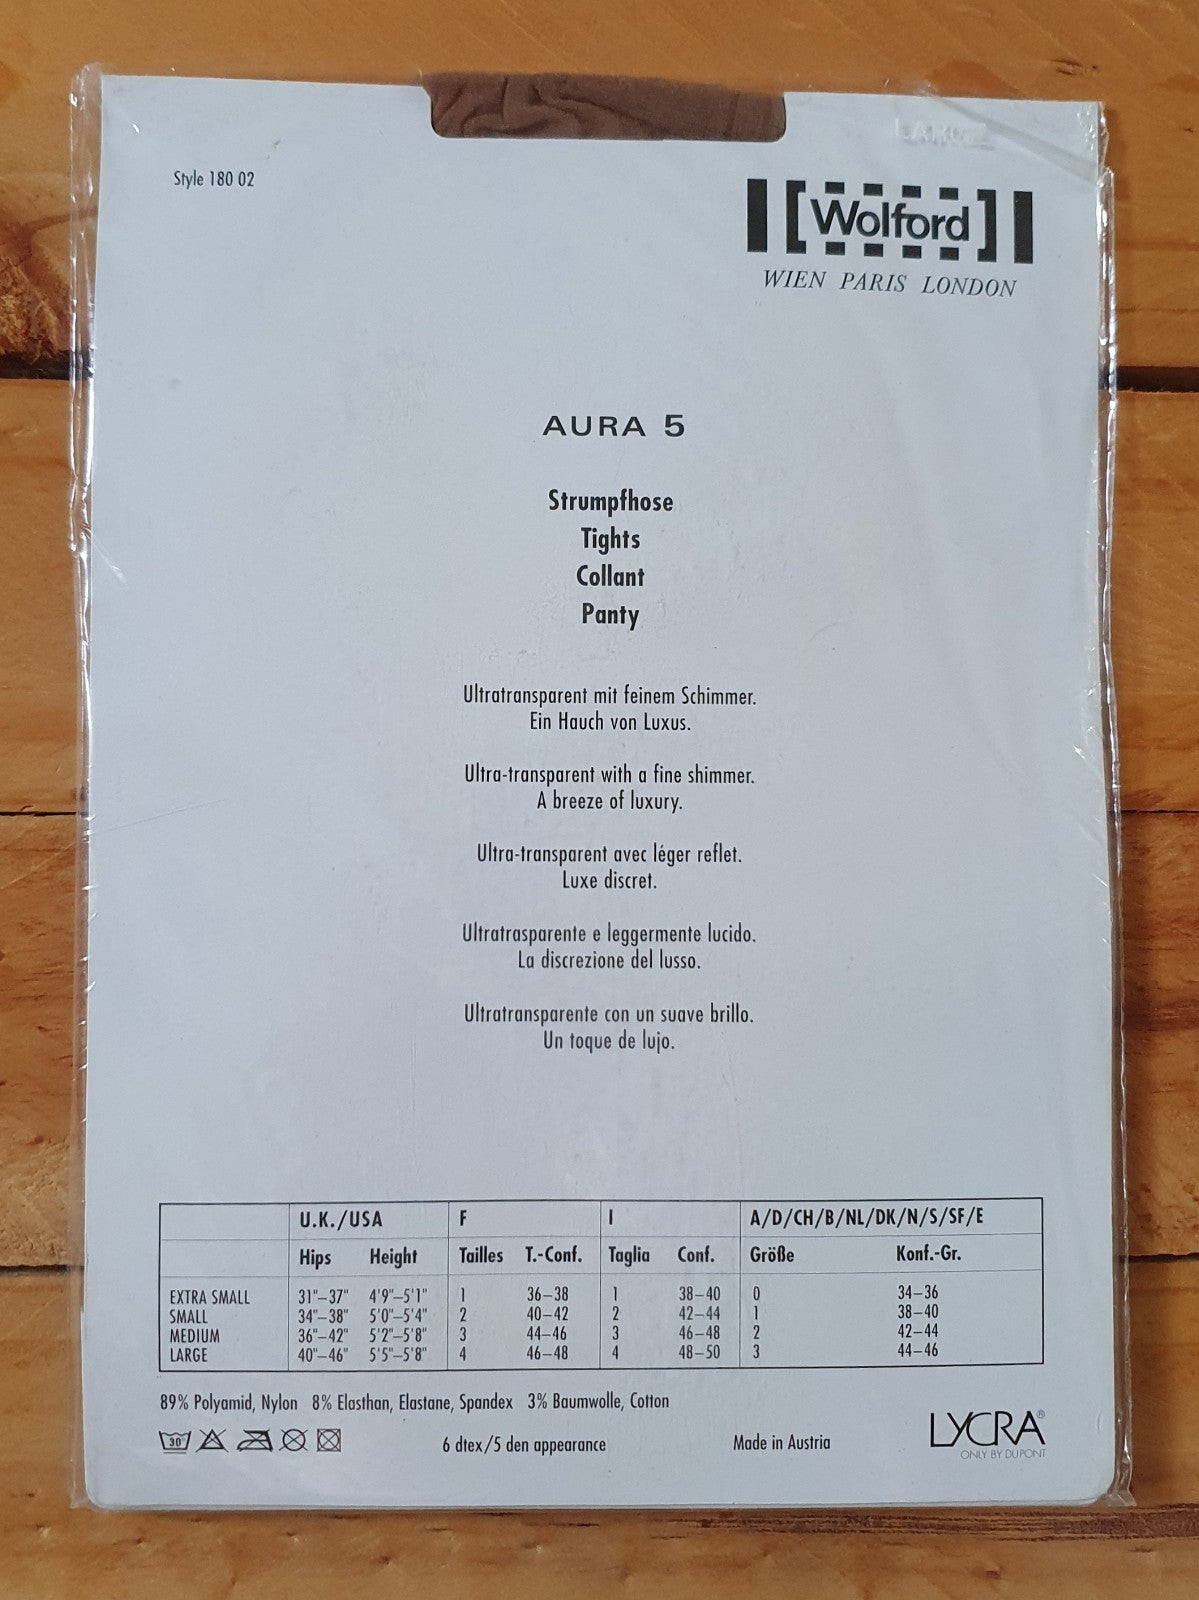 LARGE
Style 180 02
[Wolford]
WIEN PARIS LONDON
AURA 5
Strumpfhose
Tights
Collant
Panty
Ultratransparent mit feinem Schimmer.
Ein Hauch von Luxus.
Ultra-transparent with a fine shimmer.
A breeze of luxury.
Ultra-transparent avec léger reflet.
Luxe discret.
Ultratrasparente e leggermente lucido.
La discrezione del lusso.
Ultratransparente con un suave brillo.
Un toque de lujo.
U.K./USA F I A/D/CH/B/NL/DK/N/S/SF/E
Hips Height Tailles T.-Conf. Taglia Conf. Größe Konf.-Gr.
EXTRA SMALL 31"–37" 4'9"–5'1" 1 36–38 1 38–40 0 34–36
SMALL 34"–38" 5'0"–5'4" 2 40–42 2 42–44 1 38–40
MEDIUM 36"–42" 5'2"–5'8" 3 44–46 3 46–48 2 42–44
LARGE 40"–46" 5'5"–5'8" 4 46–48 4 48–50 3 44–46
89% Polyamid, Nylon 8% Elasthan, Elastane, Spandex 3% Baumwolle, Cotton
30° 6 dtex/5 den appearance Made in Austria LYCRA®
ONLY BY DUPONT